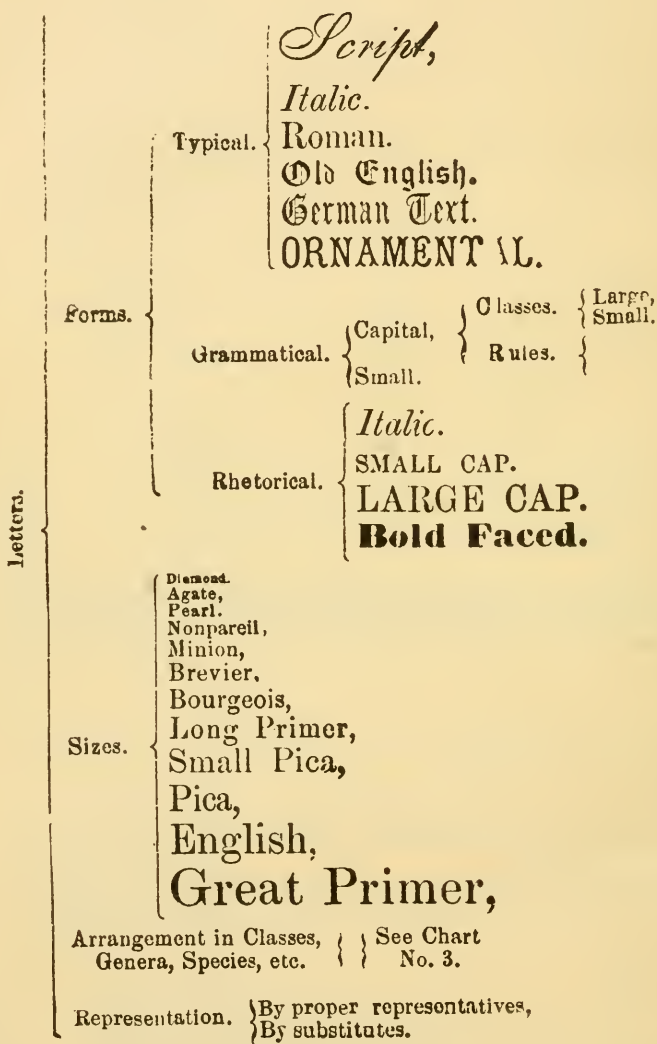 Letters.
Forms.
Typical.
Script,
Italic.
Roman.
Old English.
German Text.
ORNAMENTAL.
Grammatical.
Capital,
Classes.
Large,
Small.
Rules.
Small.
Rhetorical.
Italic.
SMALL CAP.
LARGE CAP.
Bold Faced.
Sizes.
Diamond.
Agate,
Pearl.
Nonpareil,
Minion,
Brevier,
Bourgeois,
Long Primer,
Small Pica,
Pica,
English,
Great Primer,
Arrangement in Classes,
Genera, Species, etc.
See Chart
No. 3.
Representation.
By proper representatives,
By substitutes.